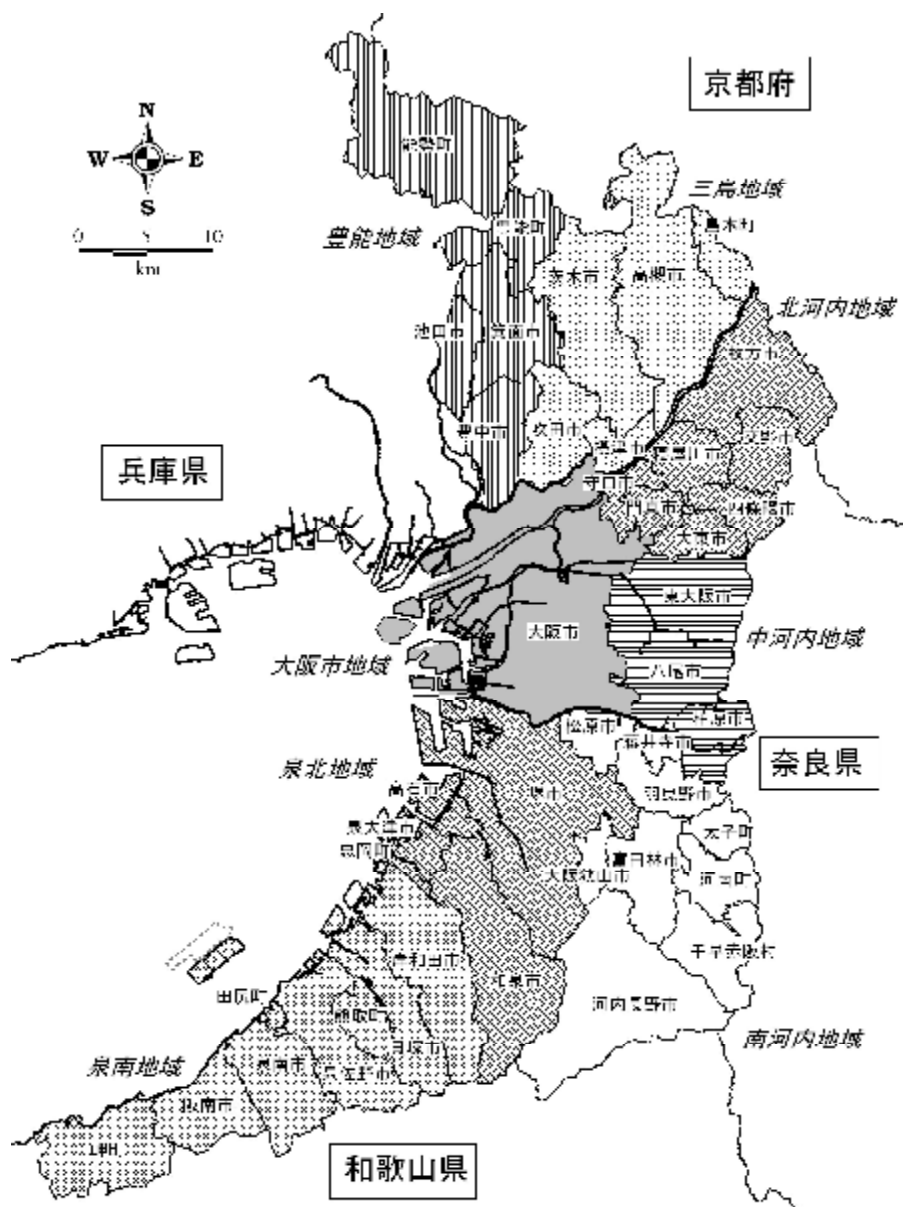 京都府
N
W
E
S
0 5 10
km
能勢町
三島地域
島本町
豊能地域
豊能町
茨木市
高槻市
北河内地域
池田市
箕面市
枚方市
豊中市
吹田市
摂津市
寝屋川市
交野市
兵庫県
守口市
門真市
四條畷市
大東市
東大阪市
大阪市
中河内地域
大阪市地域
八尾市
柏原市
松原市
藤井寺市
奈良県
泉北地域
高石市
堺市
羽曳野市
泉大津市
忠岡町
太子町
富田林市
大阪狭山市
河南町
千早赤阪村
岸和田市
和泉市
田尻町
熊取町
河内長野市
貝塚市
南河内地域
泉南地域
泉南市
泉佐野市
阪南市
岬町
和歌山県